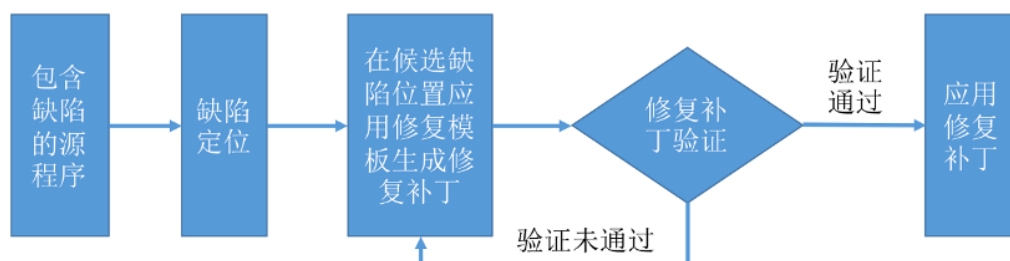 包含
缺陷
的源
程序
缺陷
定位
在候选缺
陷位置应
用修复模
板生成修
复补丁
修复补
丁验证
验证
通过
应用
修复
补丁
验证未通过